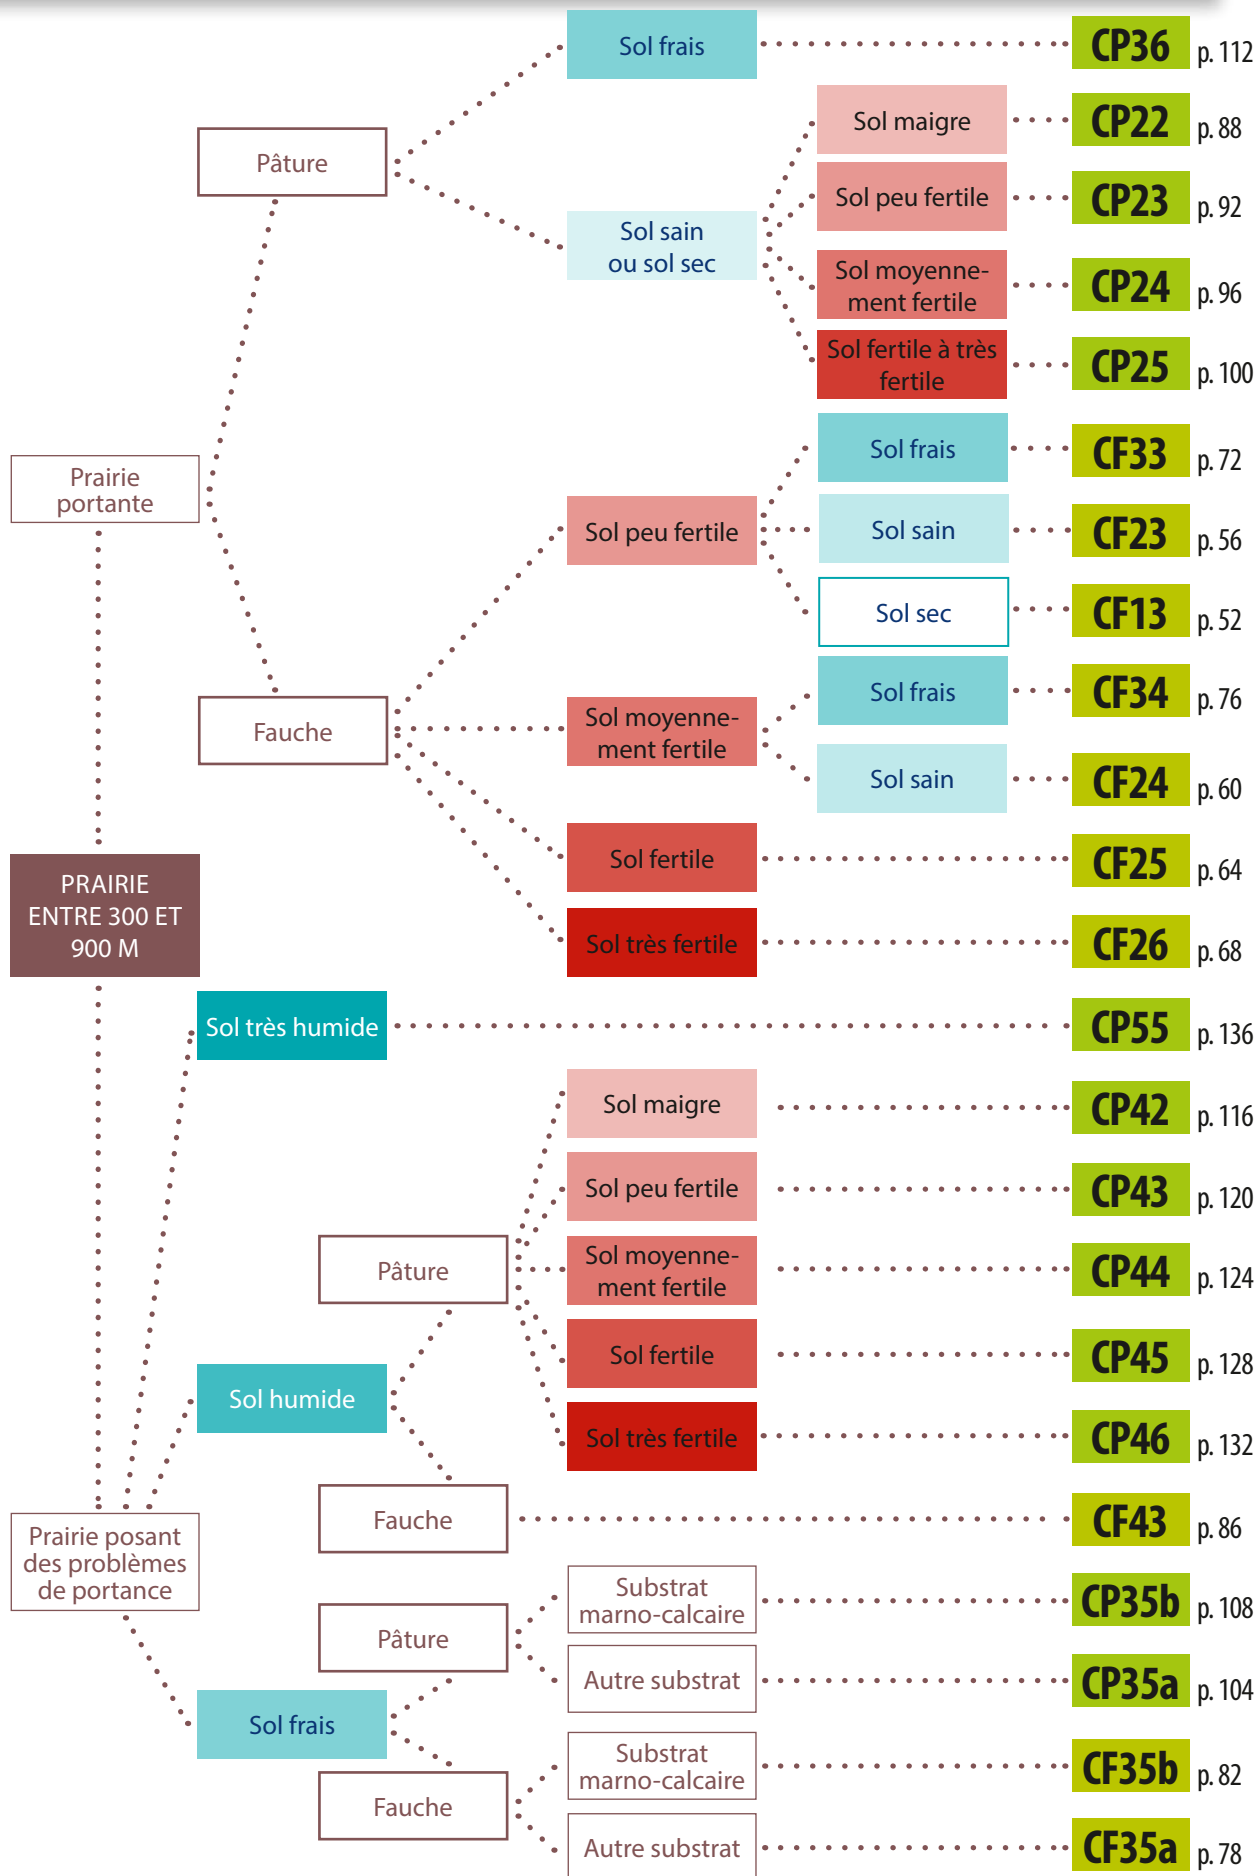 Sol frais
CP36 p. 112
Pâture
Sol maigre
CP22 p. 88
Sol peu fertile
CP23 p. 92
Sol sain
ou sol sec
Sol moyenne-
ment fertile
CP24 p. 96
Sol fertile à très
fertile
CP25 p. 100
Prairie
portante
Sol frais
CF33 p. 72
Sol peu fertile
Sol sain
CF23 p. 56
Sol sec
CF13 p. 52
Fauche
Sol moyenne-
ment fertile
Sol frais
CF34 p. 76
Sol sain
CF24 p. 60
Sol fertile
CF25 p. 64
PRAIRIE
ENTRE 300 ET
900 M
Sol très fertile
CF26 p. 68
Sol très humide
CP55 p. 136
Sol maigre
CP42 p. 116
Sol peu fertile
CP43 p. 120
Pâture
Sol moyenne-
ment fertile
CP44 p. 124
Sol fertile
CP45 p. 128
Sol humide
Sol très fertile
CP46 p. 132
Fauche
CF43 p. 86
Prairie posant
des problèmes
de portance
Pâture
Substrat
marno-calcaire
CP35b p. 108
Autre substrat
CP35a p. 104
Sol frais
Fauche
Substrat
marno-calcaire
CF35b p. 82
Autre substrat
CF35a p. 78